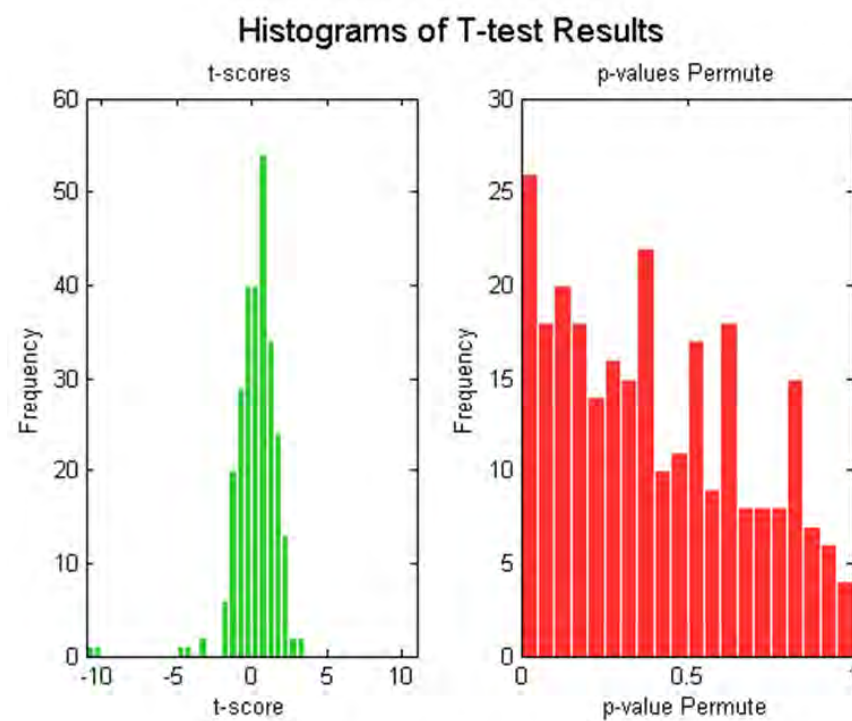 Histograms of T-test Results
t-scores
60
50
40
30
20
10
0
Frequency
-10 -5 0 5 10
t-score
p-values Permute
30
25
20
15
10
5
0
Frequency
0 0.5 1
p-value Permute